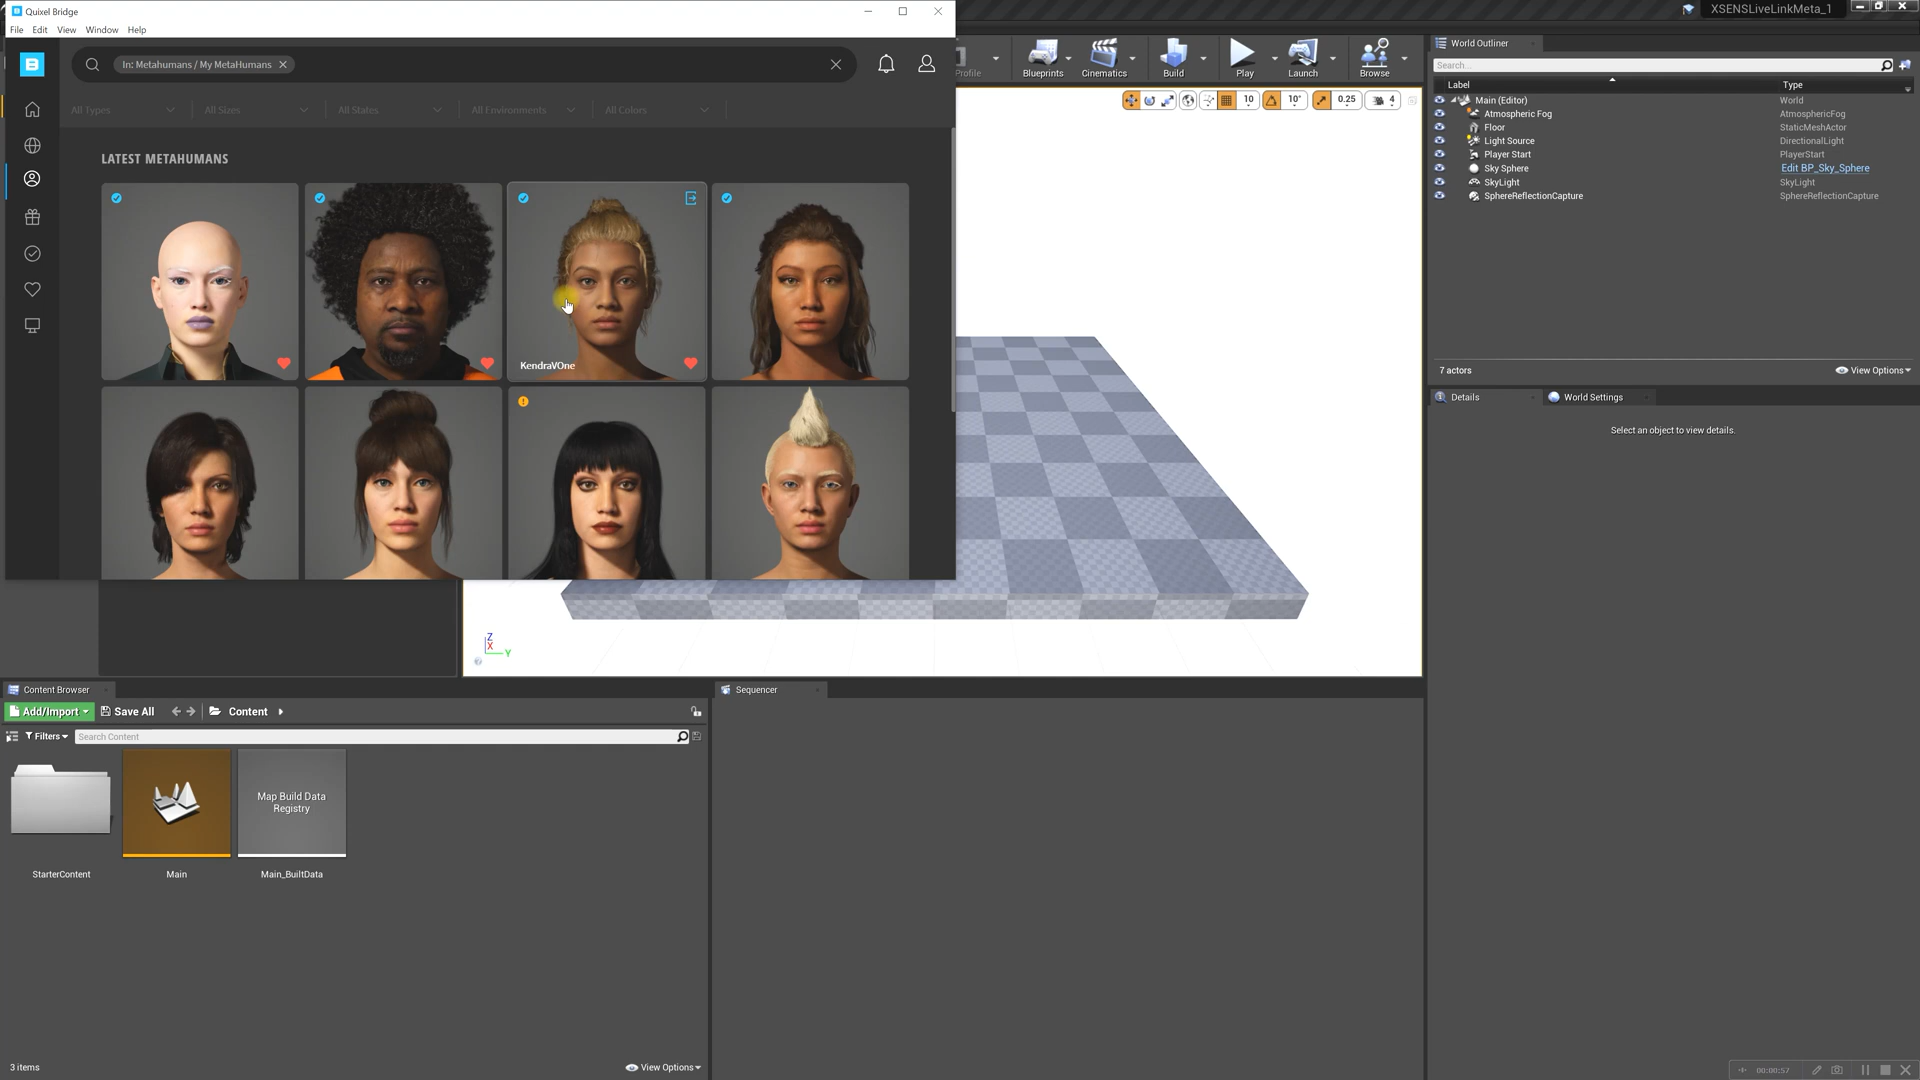 Quixel Bridge
XSENSLiveLinkMeta_1
File Edit View Window Help
In: Metahumans / My MetaHumans
All Types All Sizes All States All Environments All Colors
LATEST METAHUMANS
KendraVOne
Profile Blueprints Cinematics Build Play Launch Browse
10 10° 0.25 4
Z
X
Y
World Outliner
Search...
Label Type
Main (Editor) World
Atmospheric Fog AtmosphericFog
Floor StaticMeshActor
Light Source DirectionalLight
Player Start PlayerStart
Sky Sphere Edit BP_Sky_Sphere
SkyLight SkyLight
SphereReflectionCapture SphereReflectionCapture
7 actors View Options
Details World Settings
Select an object to view details.
Content Browser
Add/Import Save All Content
Filters Search Content
Map Build Data
Registry
StarterContent Main Main_BuiltData
3 items View Options
Sequencer
00:00:57